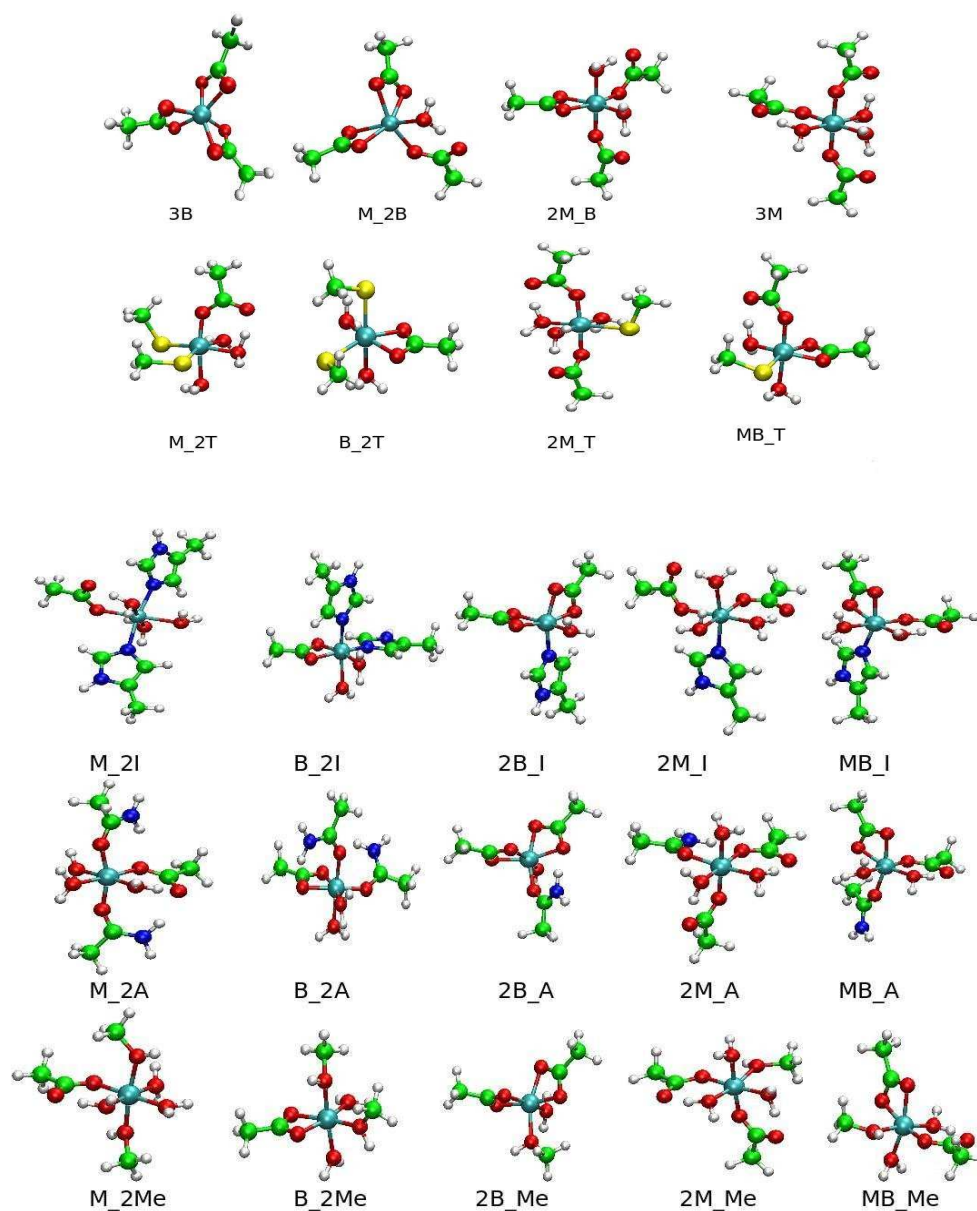 3B M_2B 2M_B 3M
M_2T B_2T 2M_T MB_T
M_2I B_2I 2B_I 2M_I MB_I
M_2A B_2A 2B_A 2M_A MB_A
M_2Me B_2Me 2B_Me 2M_Me MB_Me